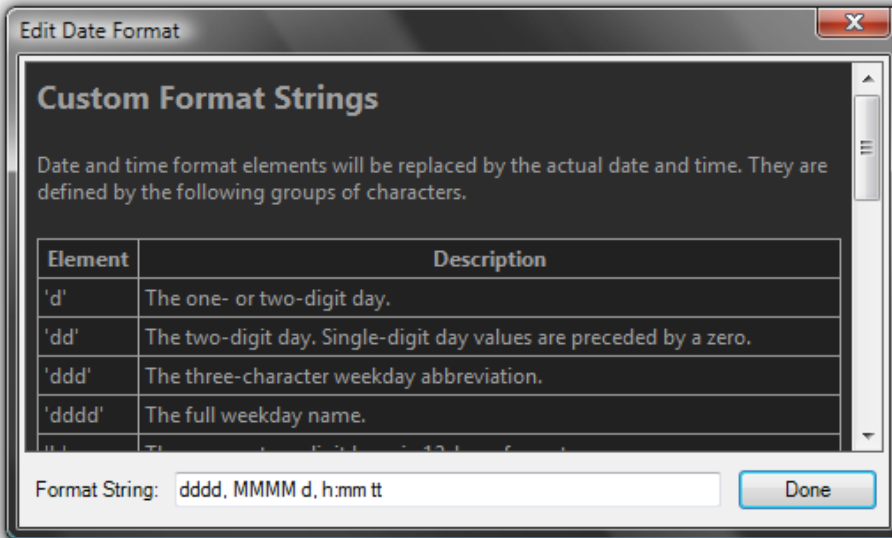 Edit Date Format
Custom Format Strings
Date and time format elements will be replaced by the actual date and time. They are
defined by the following groups of characters.
Element Description
'd' The one- or two-digit day.
'dd' The two-digit day. Single-digit day values are preceded by a zero.
'ddd' The three-character weekday abbreviation.
'dddd' The full weekday name.
Format String: dddd, MMMM d, h:mm tt Done